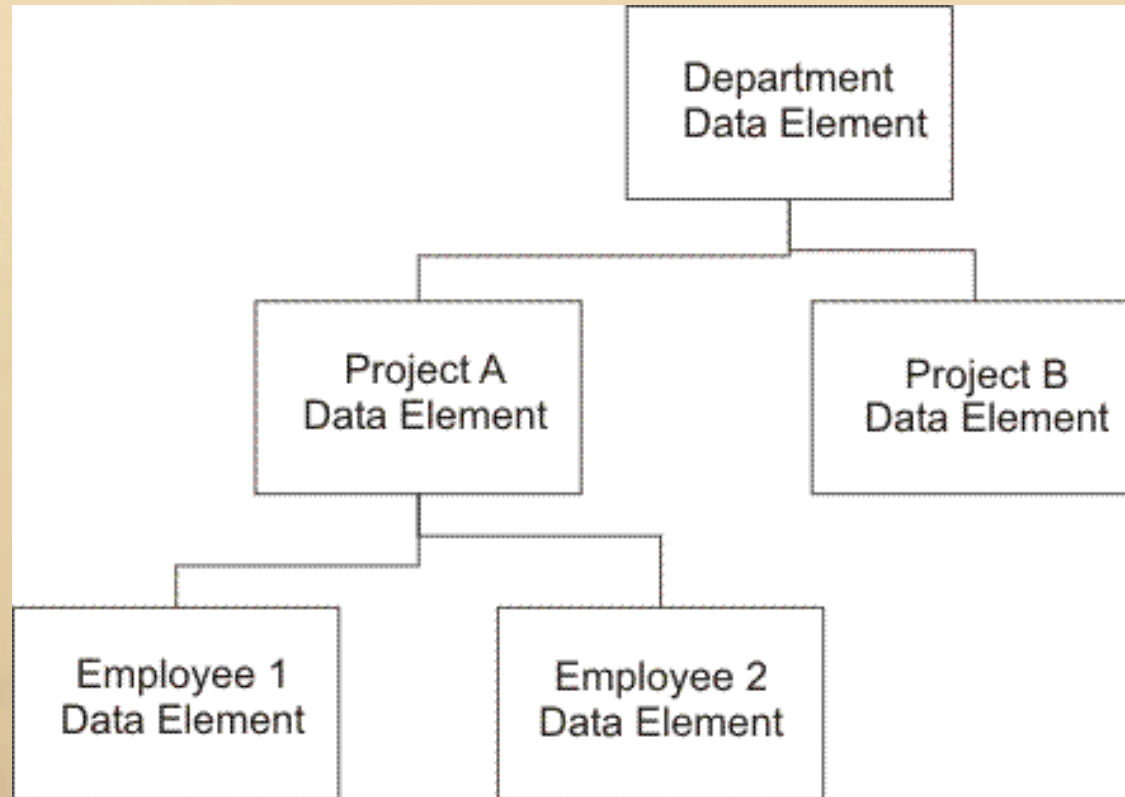 Department
Data Element
Project A
Data Element
Project B
Data Element
Employee 1
Data Element
Employee 2
Data Element